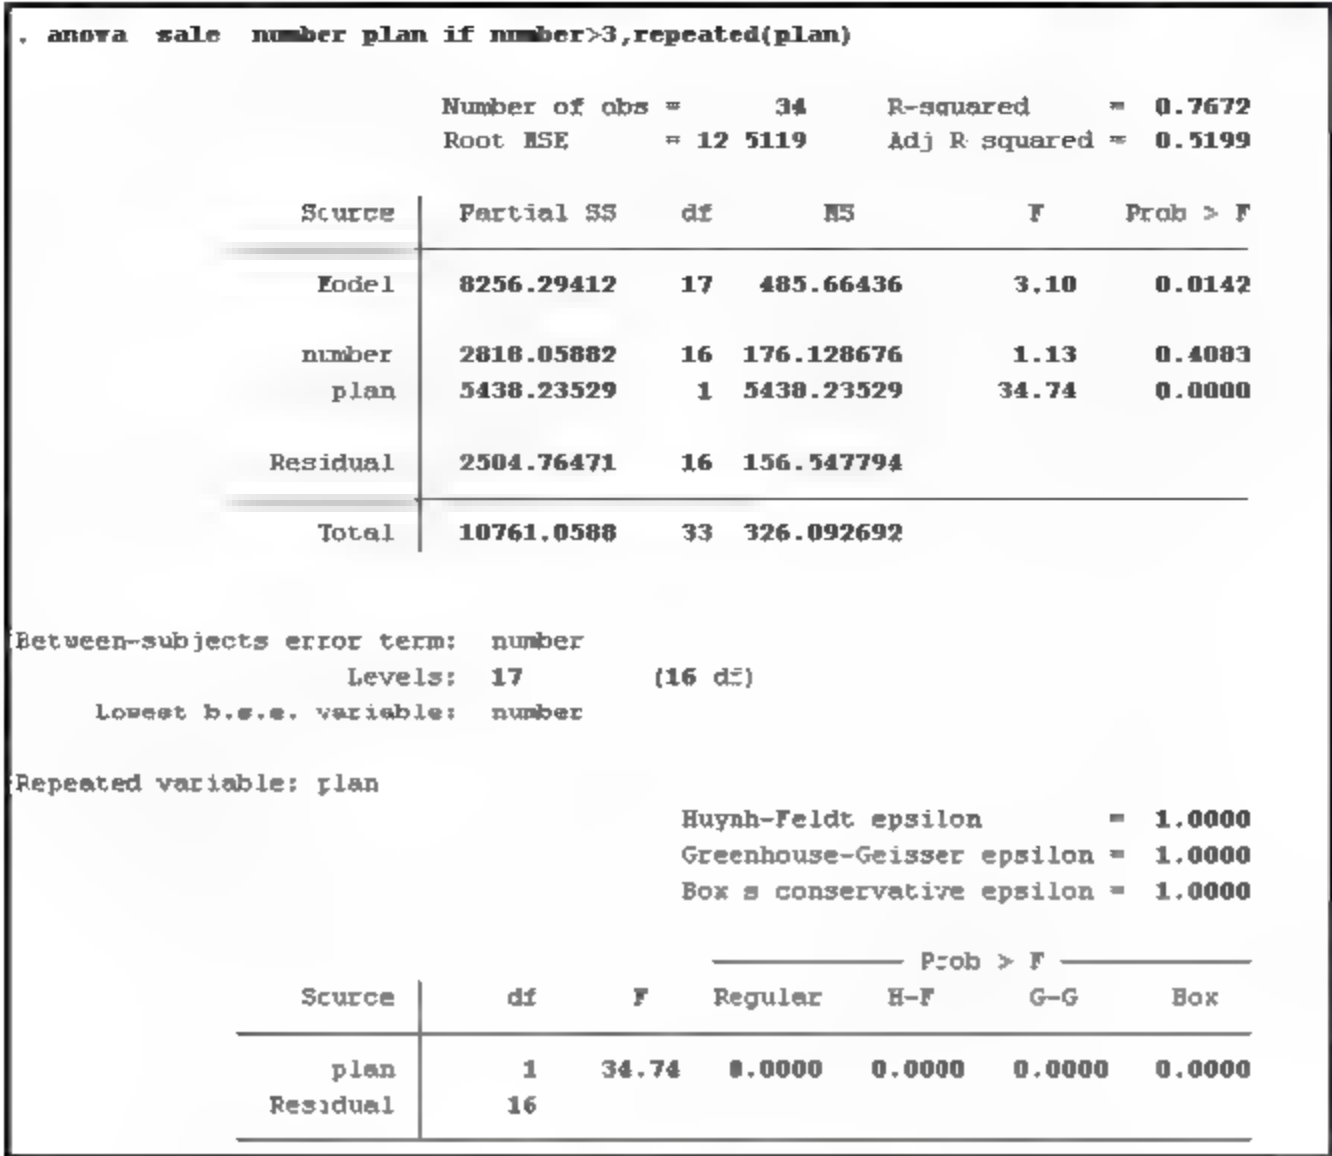 . anova  sale  number plan if number>3,repeated(plan)
Number of obs =      34     R-squared     =  0.7672
Root MSE      = 12 5119     Adj R squared =  0.5199
Source | Partial SS    df       MS           F     Prob > F
Model | 8256.29412    17   485.66436       3.10     0.0142
number | 2818.05882    16  176.128676       1.13     0.4083
plan | 5438.23529     1  5438.23529      34.74     0.0000
Residual | 2504.76471    16  156.547794
Total | 10761.0588    33  326.092692
Between-subjects error term:  number
Levels:  17        (16 df)
Lowest b.s.e. variable:  number
Repeated variable: plan
Huynh-Feldt epsilon        =  1.0000
Greenhouse-Geisser epsilon =  1.0000
Box s conservative epsilon =  1.0000
Prob > F
Source |     df      F    Regular    H-F      G-G      Box
plan |      1    34.74   0.0000   0.0000   0.0000   0.0000
Residual |     16